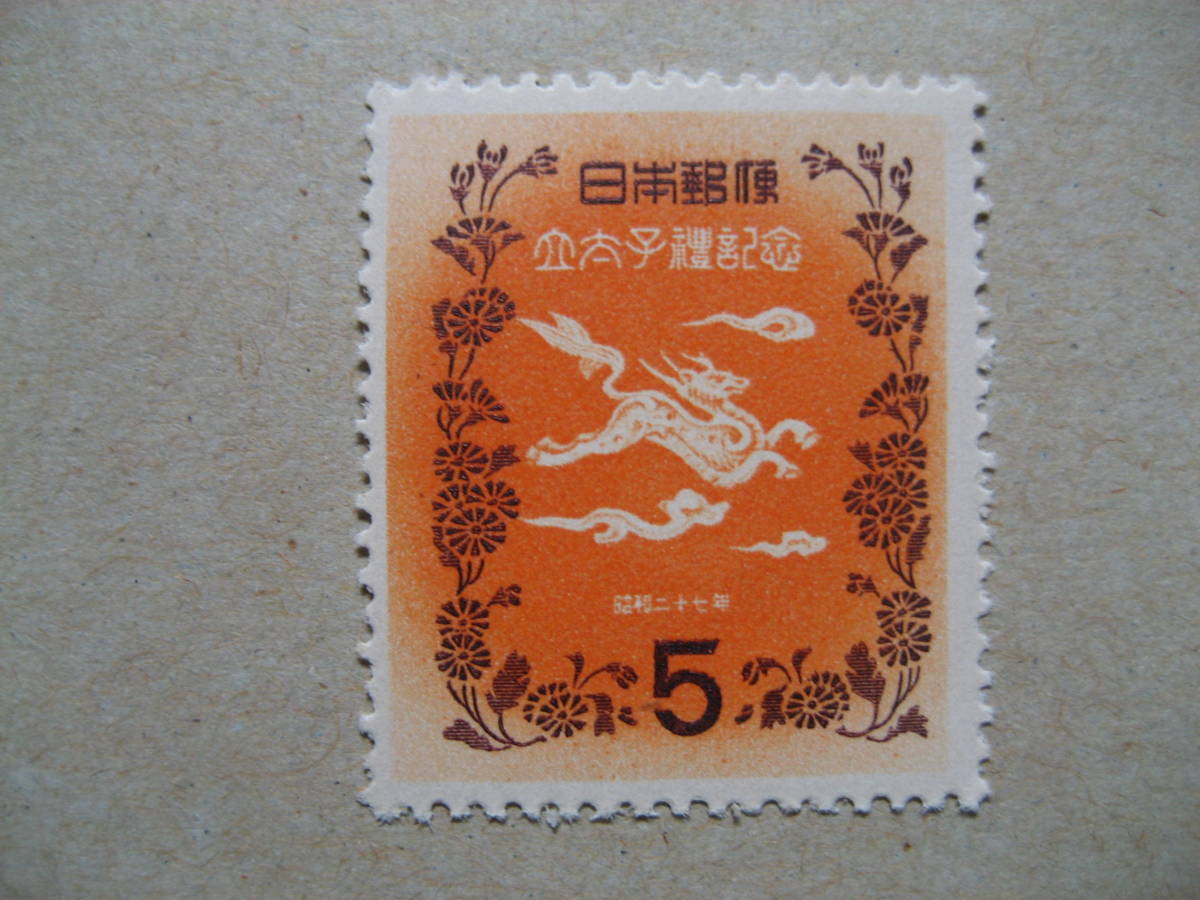 日本郵便
立太子禮記念
昭和二十七年
5